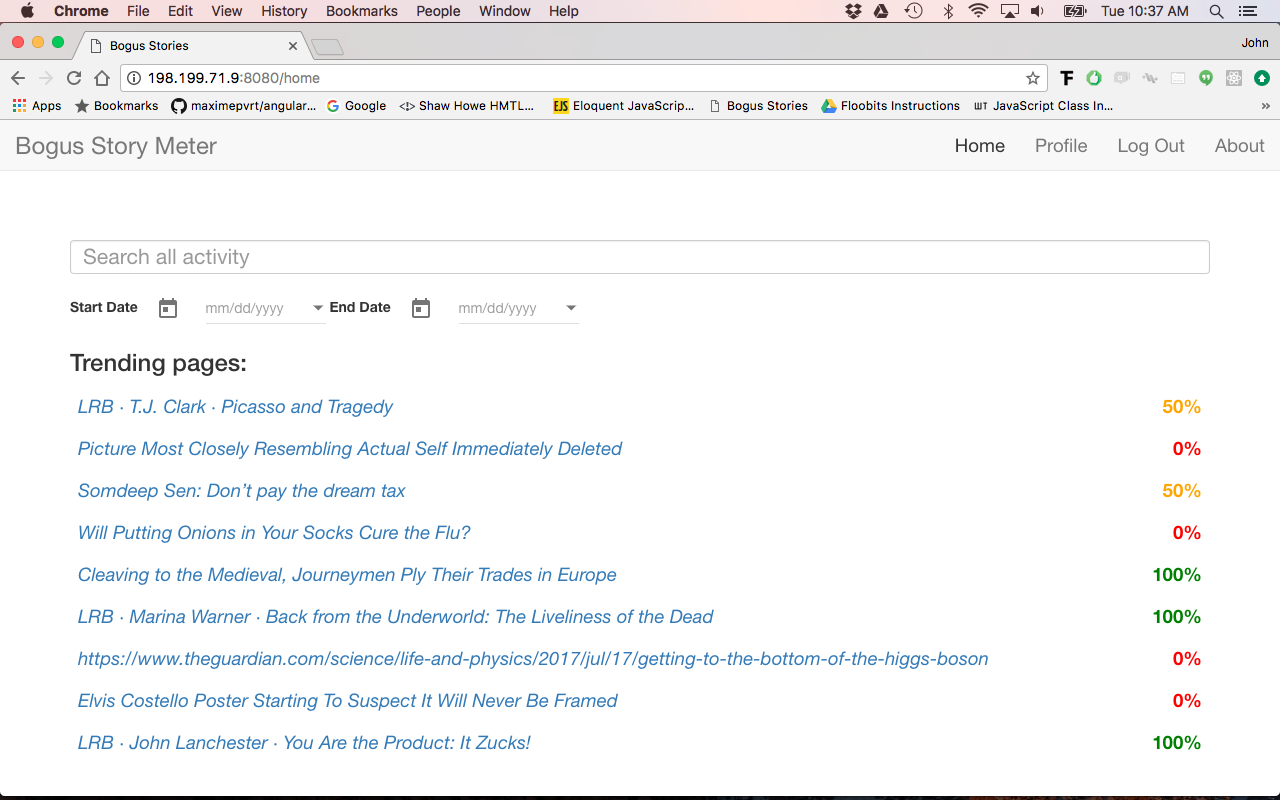 Chrome File Edit View History Bookmarks People Window Help Tue 10:37 AM
Bogus Stories John
198.199.71.9:8080/home
Apps Bookmarks maximepvrt/angular... Google Shaw Howe HMTL... EJS Eloquent JavaScrip... Bogus Stories Floobits Instructions WT JavaScript Class In... »
Bogus Story Meter Home Profile Log Out About
Search all activity
Start Date mm/dd/yyyy End Date mm/dd/yyyy
Trending pages:
LRB · T.J. Clark · Picasso and Tragedy 50%
Picture Most Closely Resembling Actual Self Immediately Deleted 0%
Somdeep Sen: Don’t pay the dream tax 50%
Will Putting Onions in Your Socks Cure the Flu? 0%
Cleaving to the Medieval, Journeymen Ply Their Trades in Europe 100%
LRB · Marina Warner · Back from the Underworld: The Liveliness of the Dead 100%
https://www.theguardian.com/science/life-and-physics/2017/jul/17/getting-to-the-bottom-of-the-higgs-boson 0%
Elvis Costello Poster Starting To Suspect It Will Never Be Framed 0%
LRB · John Lanchester · You Are the Product: It Zucks! 100%